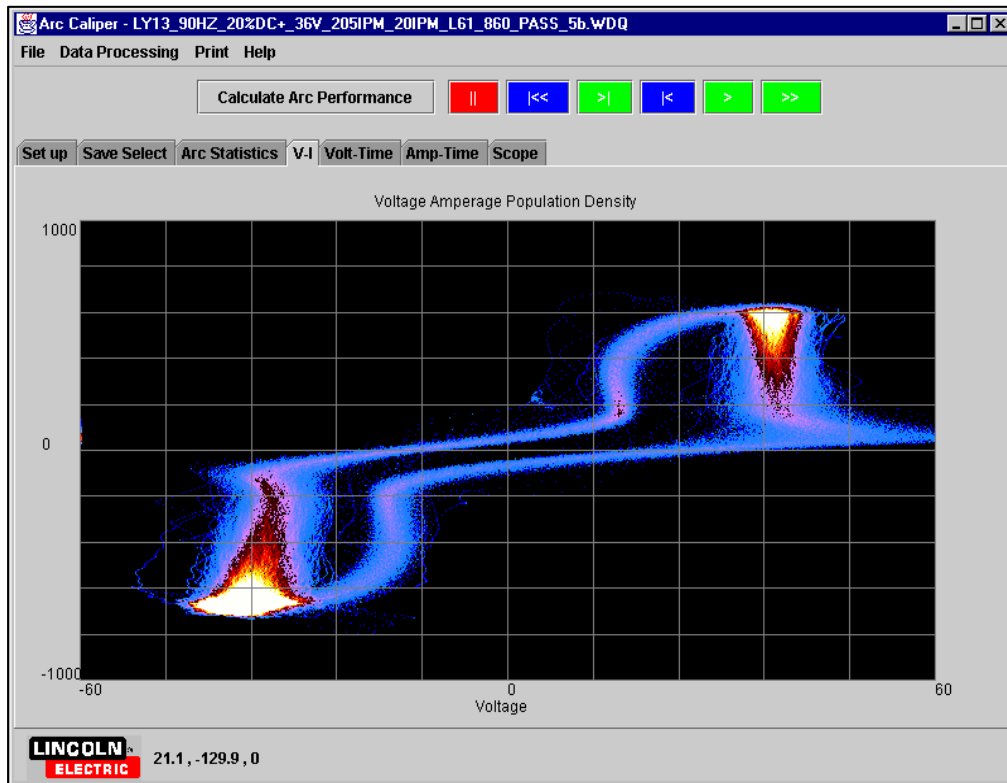 Arc Caliper - LY13_90HZ_20%DC+_36V_205IPM_20IPM_L61_860_PASS_5b.WDQ
File Data Processing Print Help
Calculate Arc Performance || |<< >| |< > >>
Set up Save Select Arc Statistics V-I Volt-Time Amp-Time Scope
Voltage Amperage Population Density
1000
0
-1000
-60 0 60
Voltage
LINCOLN
ELECTRIC
21.1 , -129.9 , 0